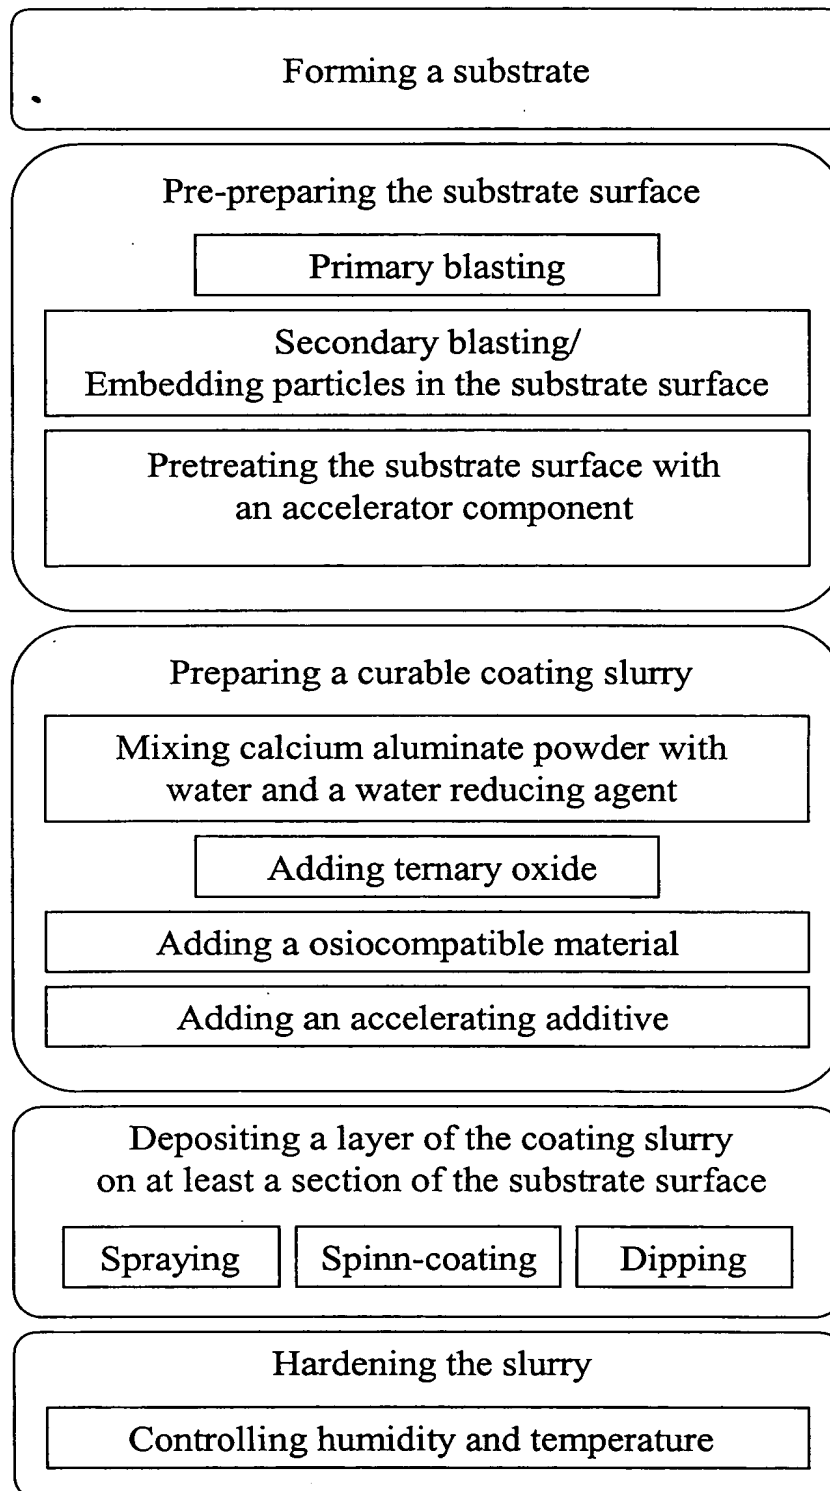 Forming a substrate
Pre-preparing the substrate surface
Primary blasting
Secondary blasting/
Embedding particles in the substrate surface
Pretreating the substrate surface with
an accelerator component
Preparing a curable coating slurry
Mixing calcium aluminate powder with
water and a water reducing agent
Adding ternary oxide
Adding a osiocompatible material
Adding an accelerating additive
Depositing a layer of the coating slurry
on at least a section of the substrate surface
Spraying
Spinn-coating
Dipping
Hardening the slurry
Controlling humidity and temperature